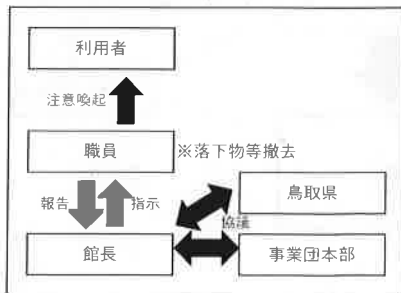 利用者
注意喚起
職員 ※落下物等撤去
報告 指示
鳥取県
協議
館長
事業団本部